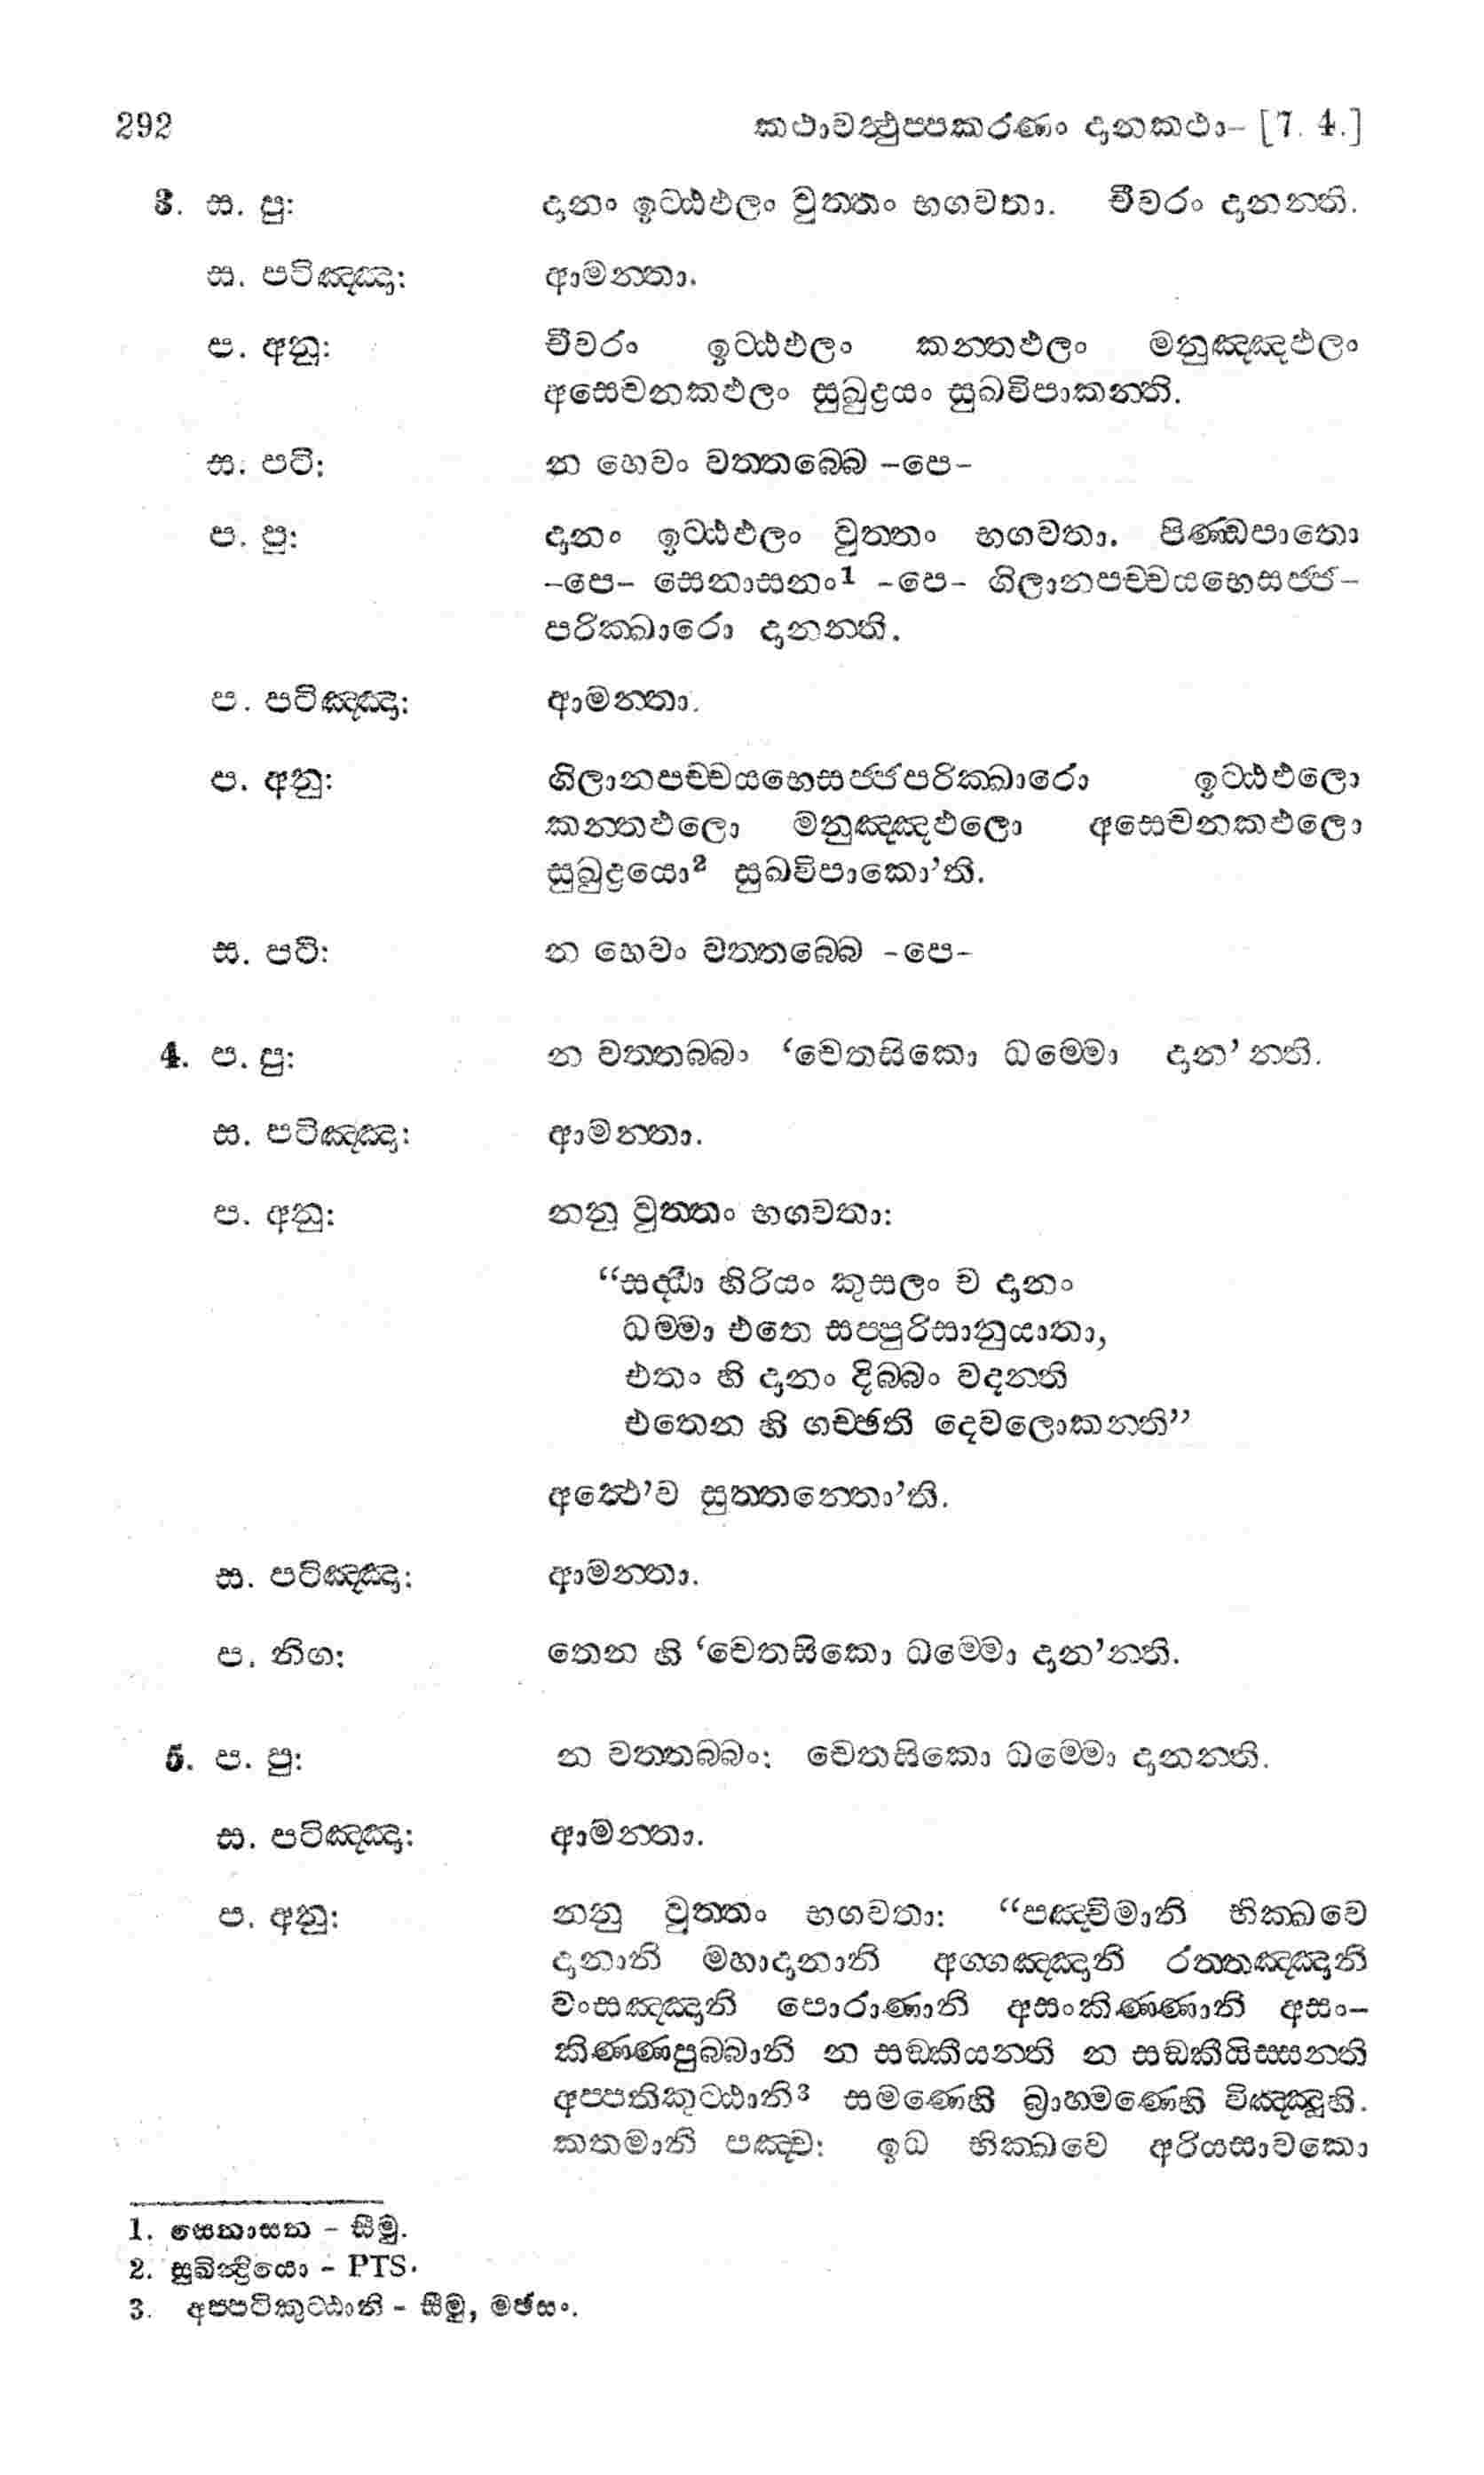 292 කථාවත්‍ථුප‍්පකරණං දානකථා– [7. 4.]
3. ස. පු: දානං ඉට‍්ඨඵලං වුත‍්තං භගවතා. චීවරං දානන‍්ති.
ස. පටිඤ‍්ඤා: ආමන‍්තා.
ප. අනු: චීවරං ඉට‍්ඨඵලං කන‍්තඵලං මනුඤ‍්ඤඵලං
අසෙචනකඵලං සුඛුද්‍රයං සුඛවිපාකන‍්ති.
ස. පටි: න හෙවං වත‍්තබ‍්බෙ –පෙ–
ප. පු: දානං ඉට‍්ඨඵලං වුත‍්තං භගවතා. පිණ‍්ඩපාතො
–පෙ– සෙනාසනං1 –පෙ– ගිලානපච‍්චයභෙසජ‍්ජ–
පරික‍්ඛාරො දානන‍්ති.
ප. පටිඤ‍්ඤා: ආමන‍්තා.
ප. අනු: ගිලානපච‍්චයභෙසජ‍්ජපරික‍්ඛාරො ඉට‍්ඨඵලො
කන‍්තඵලො මනුඤ‍්ඤඵලො අසෙචනකඵලො
සුඛුද්‍රයො2 සුඛවිපාකො’ති.
ස. පටි: න හෙවං වත‍්තබ‍්බෙ –පෙ–
4. ප. පු: න වත‍්තබ‍්බා ‘චෙතසිකො ධම‍්මො දාන’ න‍්ති.
ස. පටිඤ‍්ඤා: ආමන‍්තා.
ප. අනු: නනු වුත‍්තං භගවතා:
“සද‍්ධා හිරියං කුසලං ච දානං
ධම‍්මා එතෙ සප‍්පුරිසානුයාතා,
එතං හි දානං දිබ‍්බං වදන‍්ති
එතෙන හි ගච‍්ඡති දෙවලොකන‍්ති”
අත්‍ථෙ’ව සුත‍්තන‍්තො’ති.
ස. පටිඤ‍්ඤා: ආමන‍්තා.
ප. නිග: තෙන හි ‘චෙතසිකො ධම‍්මො දාන’න‍්ති.
5. ප. පු: න වත‍්තබ‍්බං: චෙතසිකො ධම‍්මො දානන‍්ති.
ස. පටිඤ‍්ඤා: ආමන‍්තා.
ප. අනු: නනු වුත‍්තං භගවතා: “පඤ‍්චිමානි භික‍්ඛවෙ
දානානි මහාදානානි අග‍්ගඤ‍්ඤානි රත‍්තඤ‍්ඤානි
වංසඤ‍්ඤානි පොරාණානි අසංකිණ‍්ණානි අසං–
කිණ‍්ණපුබ‍්බානි න සඞ‍්කීයන‍්ති න සඞ‍්කීයිස‍්සන‍්ති
අප‍්පතිකුට‍්ඨානි3 සමණෙහි බ්‍රාහ‍්මණෙහි විඤ‍්ඤූහි.
කතමානි පඤ‍්ච: ඉධ භික‍්ඛවෙ අරියසාවකො
1. සෙනාසන – සීමු.
2. සුඛින්‍ද්‍රියො – PTS.
3. අප‍්පටිකුට‍්ඨානි – සීමු, මඡසං.